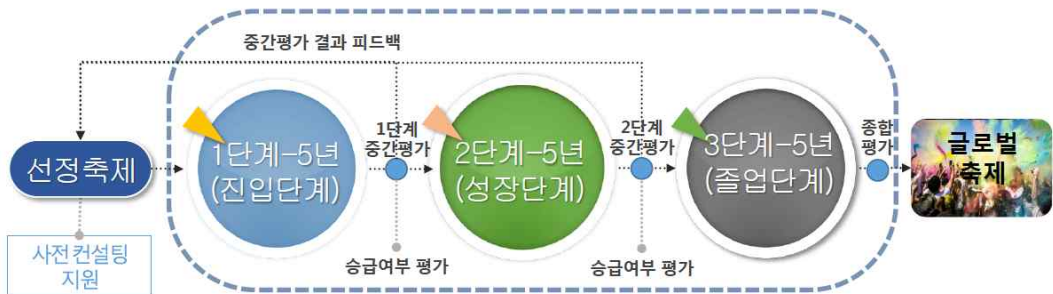 중간평가 결과 피드백
선정축제
사전 컨설팅
지원
1단계-5년
(진입단계)
1단계
중간평가
승급여부 평가
2단계-5년
(성장단계)
2단계
중간평가
승급여부 평가
3단계-5년
(졸업단계)
종합
평가
글로벌
축제